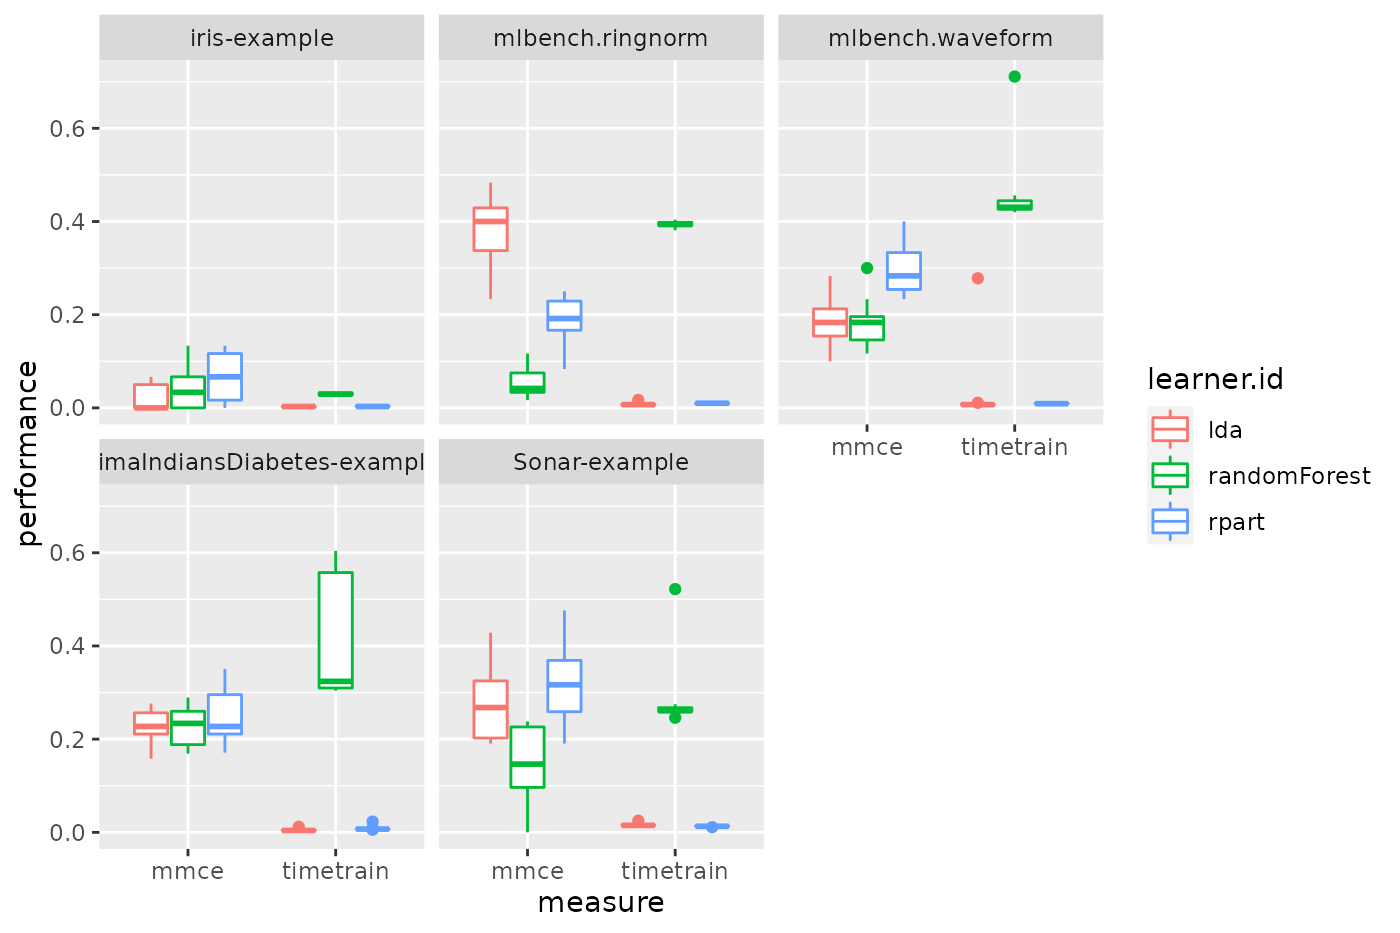 iris-example
mlbench.ringnorm
mlbench.waveform
0.6
0.4
0.2
0.0
mmce timetrain
imaIndiansDiabetes-exampl
Sonar-example
0.6
0.4
0.2
0.0
mmce timetrain
mmce timetrain
measure
performance
learner.id
lda
randomForest
rpart